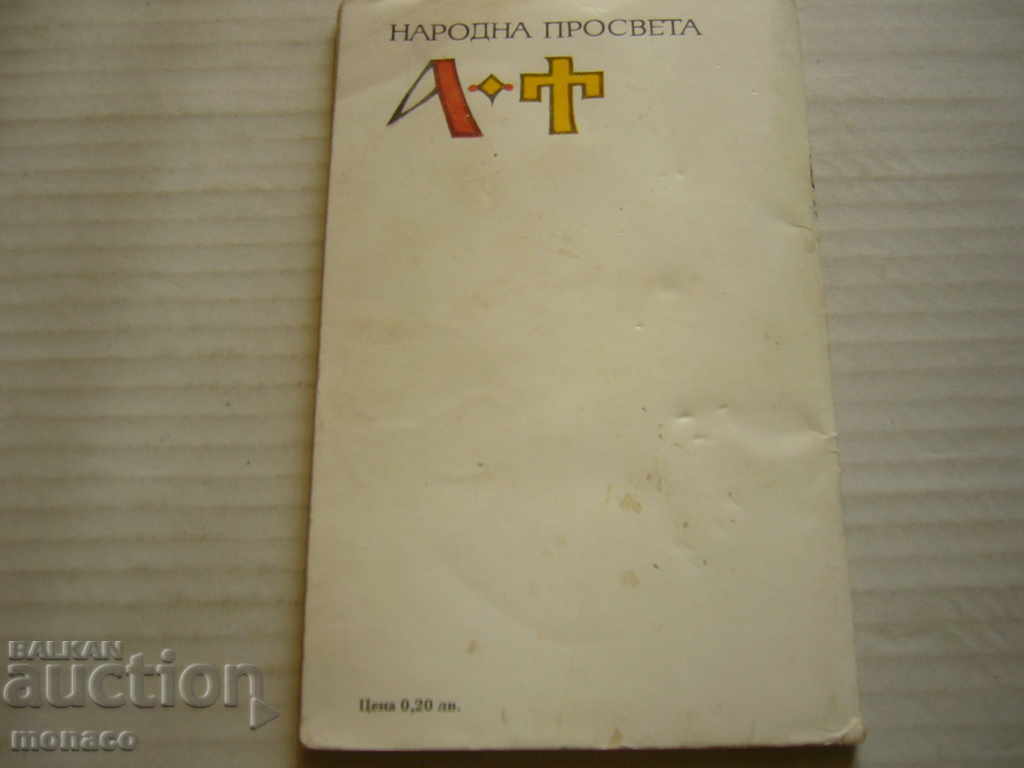 НАРОДНА ПРОСВЕТА
А·Т
Цена 0,20 лв.
BALKAN
auction
monaco